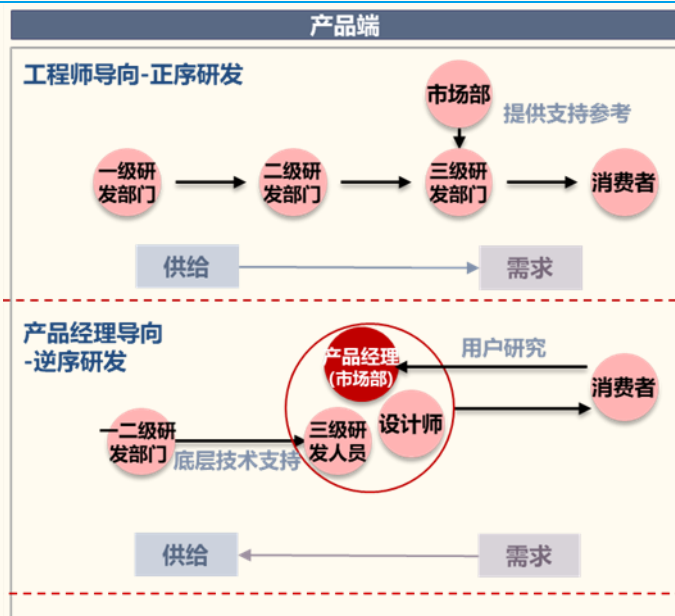 产品端
工程师导向-正序研发
市场部
提供支持参考
一级研
发部门
二级研
发部门
三级研
发部门
消费者
供给
需求
产品经理导向
-逆序研发
产品经理
(市场部)
用户研究
消费者
设计师
一二级研
发部门
底层技术支持
三级研
发人员
供给
需求